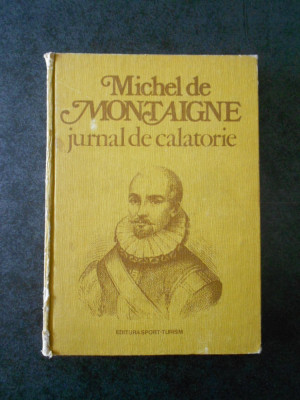 Michel de
MONTAIGNE
jurnal de calatorie
EDITURA SPORT-TURISM